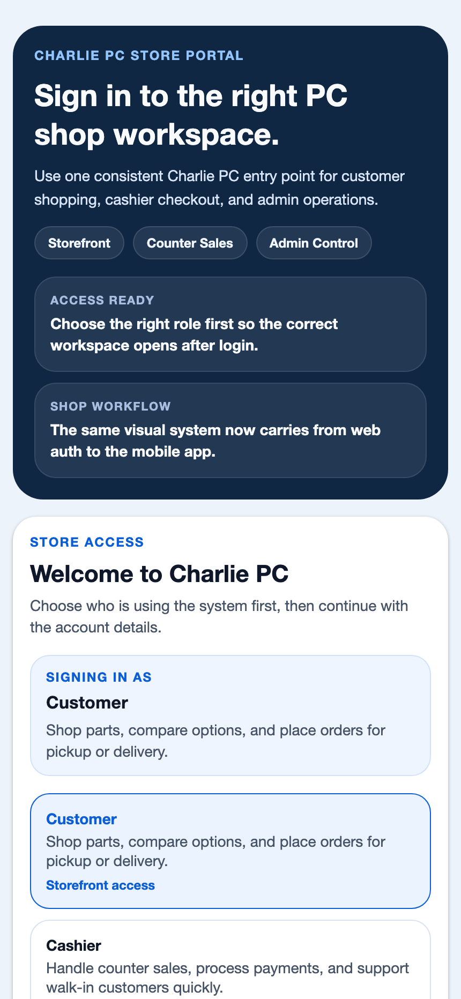 CHARLIE PC STORE PORTAL
Sign in to the right PC
shop workspace.
Use one consistent Charlie PC entry point for customer
shopping, cashier checkout, and admin operations.
Storefront
Counter Sales
Admin Control
ACCESS READY
Choose the right role first so the correct
workspace opens after login.
SHOP WORKFLOW
The same visual system now carries from web
auth to the mobile app.
STORE ACCESS
Welcome to Charlie PC
Choose who is using the system first, then continue with
the account details.
SIGNING IN AS
Customer
Shop parts, compare options, and place orders for
pickup or delivery.
Customer
Shop parts, compare options, and place orders for
pickup or delivery.
Storefront access
Cashier
Handle counter sales, process payments, and support
walk-in customers quickly.